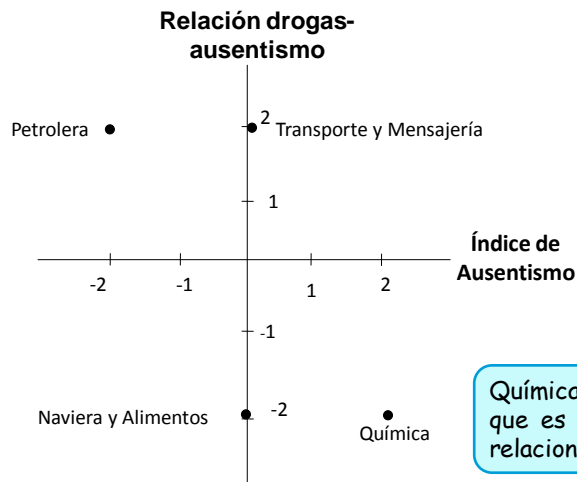 Relación drogas-
ausentismo
Petrolera
2
Transporte y Mensajería
1
Índice de
Ausentismo
-2
-1
1
2
-1
Naviera y Alimentos
-2
Química
Química
que es
relacion